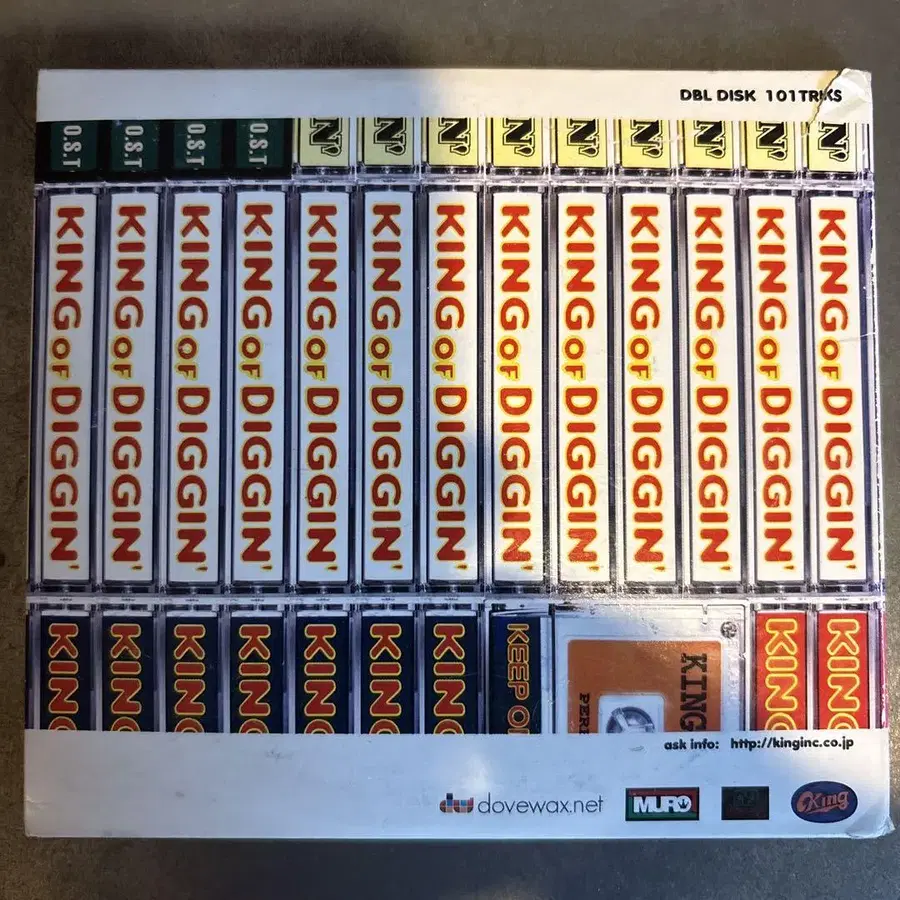 DBL DISK 101TRKS
O.S.T O.S.T O.S.T O.S.T N' N' N' N' N' N' N' N' N'
KING OF DIGGIN'
KING OF DIGGIN'
KING OF DIGGIN'
KING OF DIGGIN'
KING OF DIGGIN'
KING OF DIGGIN'
KING OF DIGGIN'
KING OF DIGGIN'
KING OF DIGGIN'
KING OF DIGGIN'
KING OF DIGGIN'
KING OF DIGGIN'
KING OF DIGGIN'
KING
KING
KING
KING
KING
KING
KING
KEEP O
KING
PER
KING
KING
ask info: http://kinginc.co.jp
dw dovewax.net MURO King